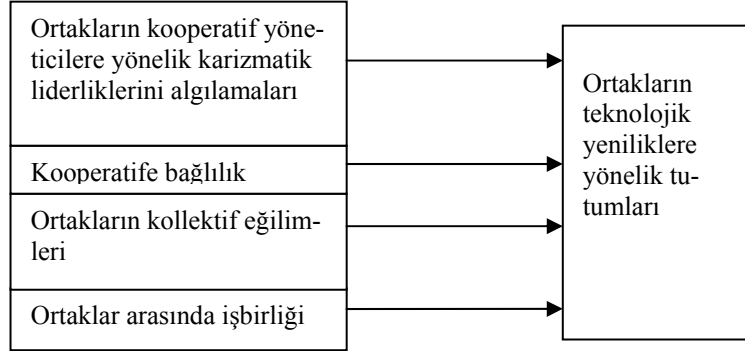 Ortakların kooperatif yöne-
ticilere yönelik karizmatik
liderliklerini algılamaları
Kooperatife bağlılık
Ortakların kollektif eğilim-
leri
Ortaklar arasında işbirliği
Ortakların
teknolojik
yeniliklere
yönelik tu-
tumları